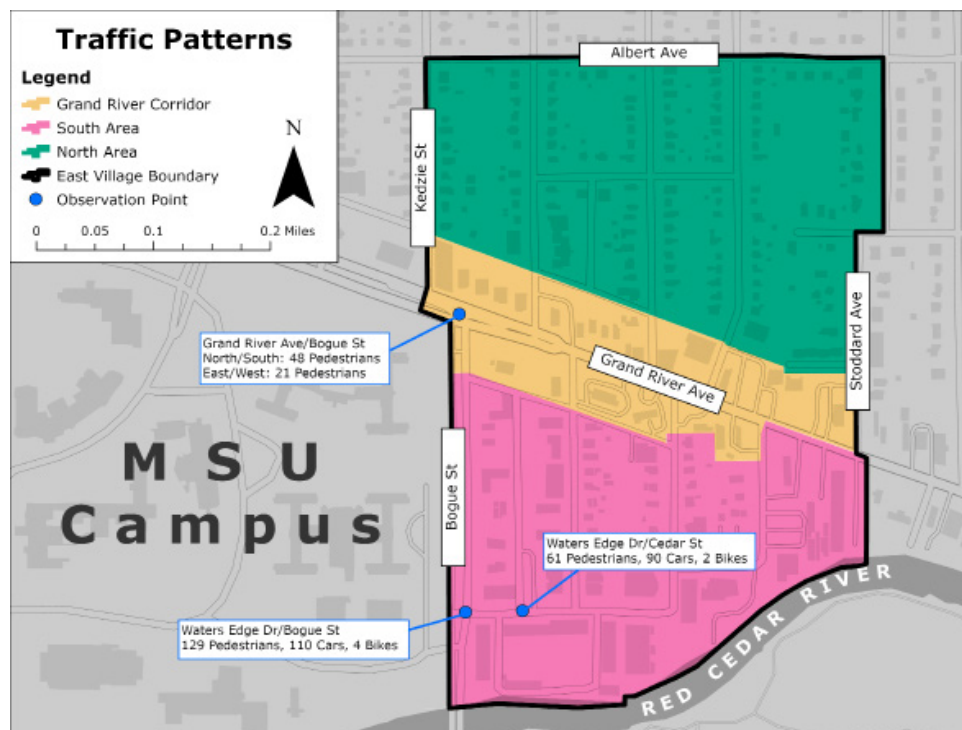 Traffic Patterns
Legend
Grand River Corridor
South Area
North Area
East Village Boundary
Observation Point
N
0 0.05 0.1 0.2 Miles
Albert Ave
Kedzie St
Stoddard Ave
Grand River Ave/Bogue St
North/South: 48 Pedestrians
East/West: 21 Pedestrians
Grand River Ave
MSU
Campus
Bogue St
Waters Edge Dr/Cedar St
61 Pedestrians, 90 Cars, 2 Bikes
Waters Edge Dr/Bogue St
129 Pedestrians, 110 Cars, 4 Bikes
RED CEDAR RIVER